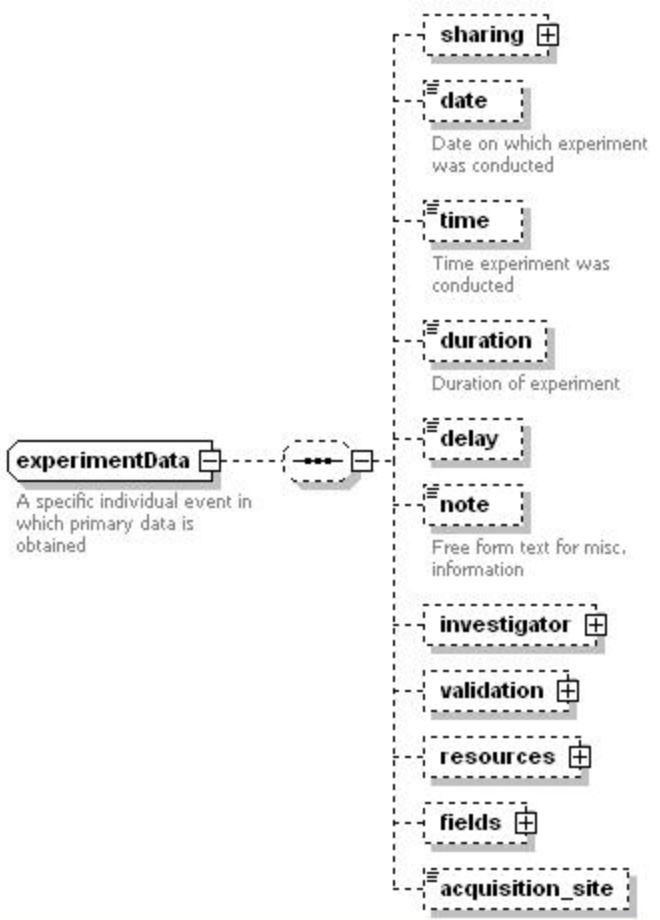 sharing
date
Date on which experiment
was conducted
time
Time experiment was
conducted
duration
Duration of experiment
delay
experimentData
A specific individual event in
which primary data is
obtained
note
Free form text for misc.
information
investigator
validation
resources
fields
acquisition_site